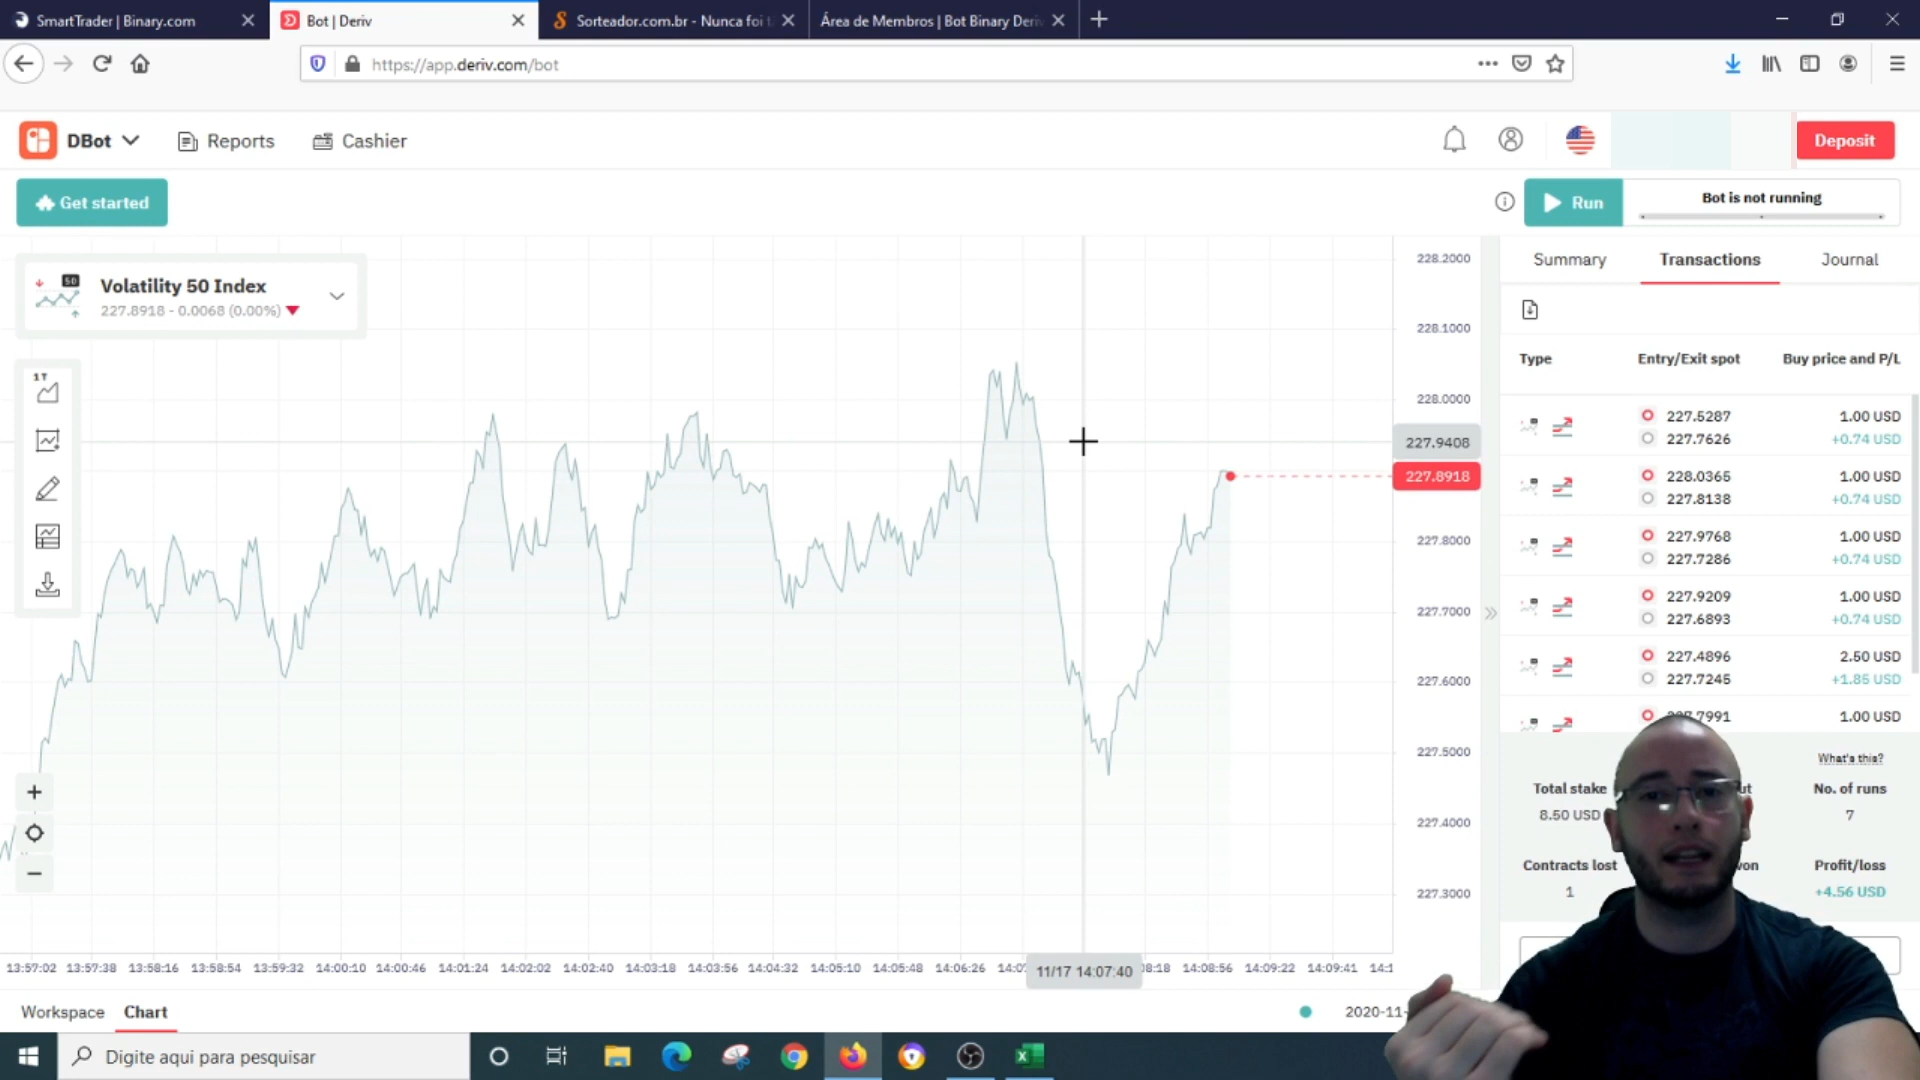 SmartTrader | Binary.com
Bot | Deriv
Sorteador.com.br - Nunca foi
Área de Membros | Bot Binary Deriv
https://app.deriv.com/bot
DBot
Reports
Cashier
Deposit
Get started
Run
Bot is not running
50
Volatility 50 Index
227.8918 - 0.0068 (0.00%)
Summary
Transactions
Journal
Type
Entry/Exit spot
Buy price and P/L
1T
227.5287
1.00 USD
227.7626
+0.74 USD
228.0365
1.00 USD
227.8138
+0.74 USD
227.9768
1.00 USD
227.7286
+0.74 USD
227.9209
1.00 USD
227.6893
+0.74 USD
227.4896
2.50 USD
227.7245
+1.85 USD
1.00 USD
228.2000
228.1000
228.0000
227.9408
227.8918
227.8000
227.7000
227.6000
227.5000
227.4000
227.3000
What's this?
Total stake
No. of runs
8.50 USD
7
Contracts lost
won
Profit/loss
1
+4.56 USD
13:57:02 13:57:38 13:58:16 13:58:54 13:59:32 14:00:10 14:00:46 14:01:24 14:02:02 14:02:40 14:03:18 14:03:56 14:04:32 14:05:10 14:05:48 14:06:26 11/17 14:07:40 14:08:56 14:09:22 14:09:41
Workspace
Chart
2020-11-
Digite aqui para pesquisar